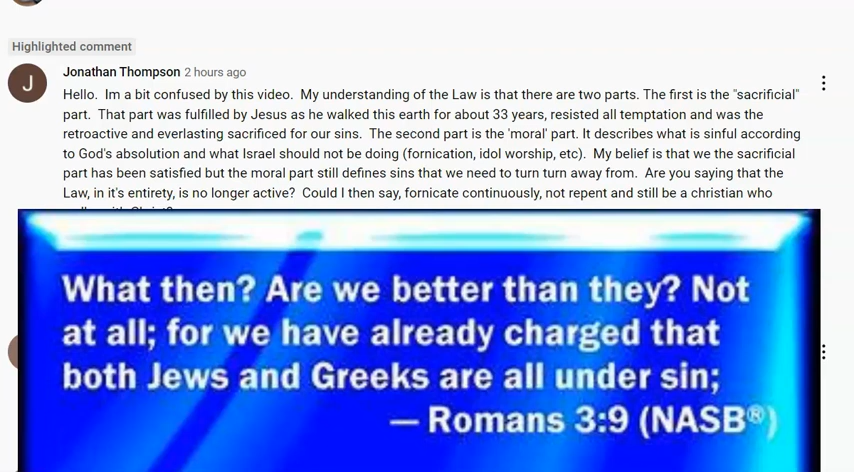 Highlighted comment
J
Jonathan Thompson 2 hours ago
Hello. Im a bit confused by this video. My understanding of the Law is that there are two parts. The first is the "sacrificial"
part. That part was fulfilled by Jesus as he walked this earth for about 33 years, resisted all temptation and was the
retroactive and everlasting sacrificed for our sins. The second part is the 'moral' part. It describes what is sinful according
to God's absolution and what Israel should not be doing (fornication, idol worship, etc). My belief is that we the sacrificial
part has been satisfied but the moral part still defines sins that we need to turn turn away from. Are you saying that the
Law, in it's entirety, is no longer active? Could I then say, fornicate continuously, not repent and still be a christian who
What then? Are we better than they? Not
at all; for we have already charged that
both Jews and Greeks are all under sin;
— Romans 3:9 (NASB®)